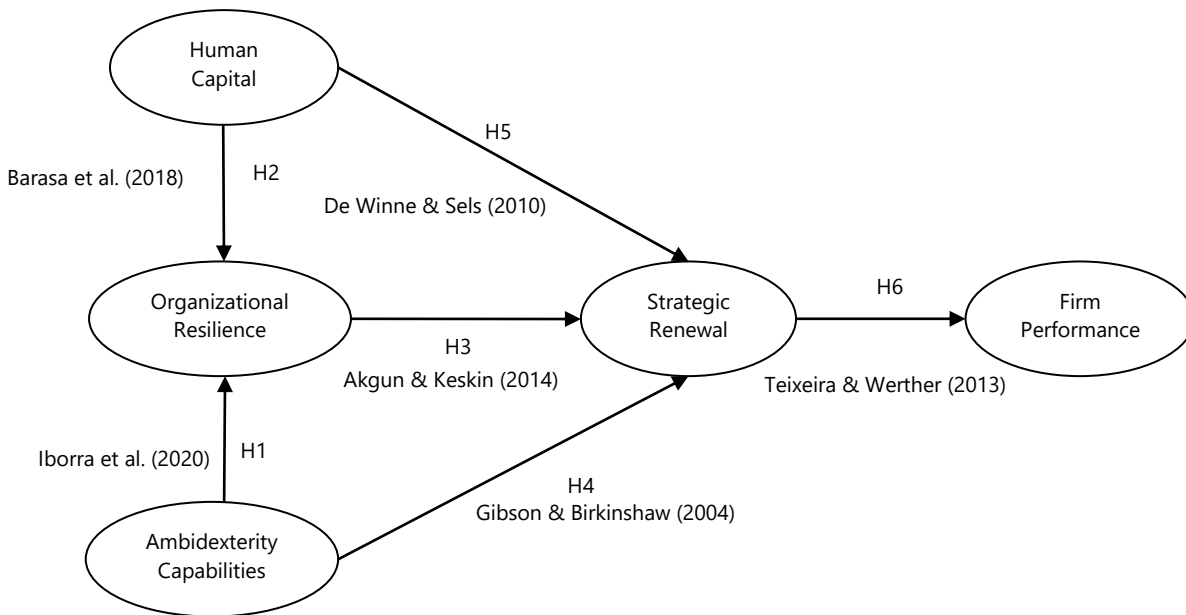 Human
Capital
H5
H2
Barasa et al. (2018)
De Winne & Sels (2010)
Organizational
Resilience
Strategic
Renewal
H6
Firm
Performance
H3
Akgun & Keskin (2014)
Teixeira & Werther (2013)
Iborra et al. (2020)
H1
H4
Gibson & Birkinshaw (2004)
Ambidexterity
Capabilities